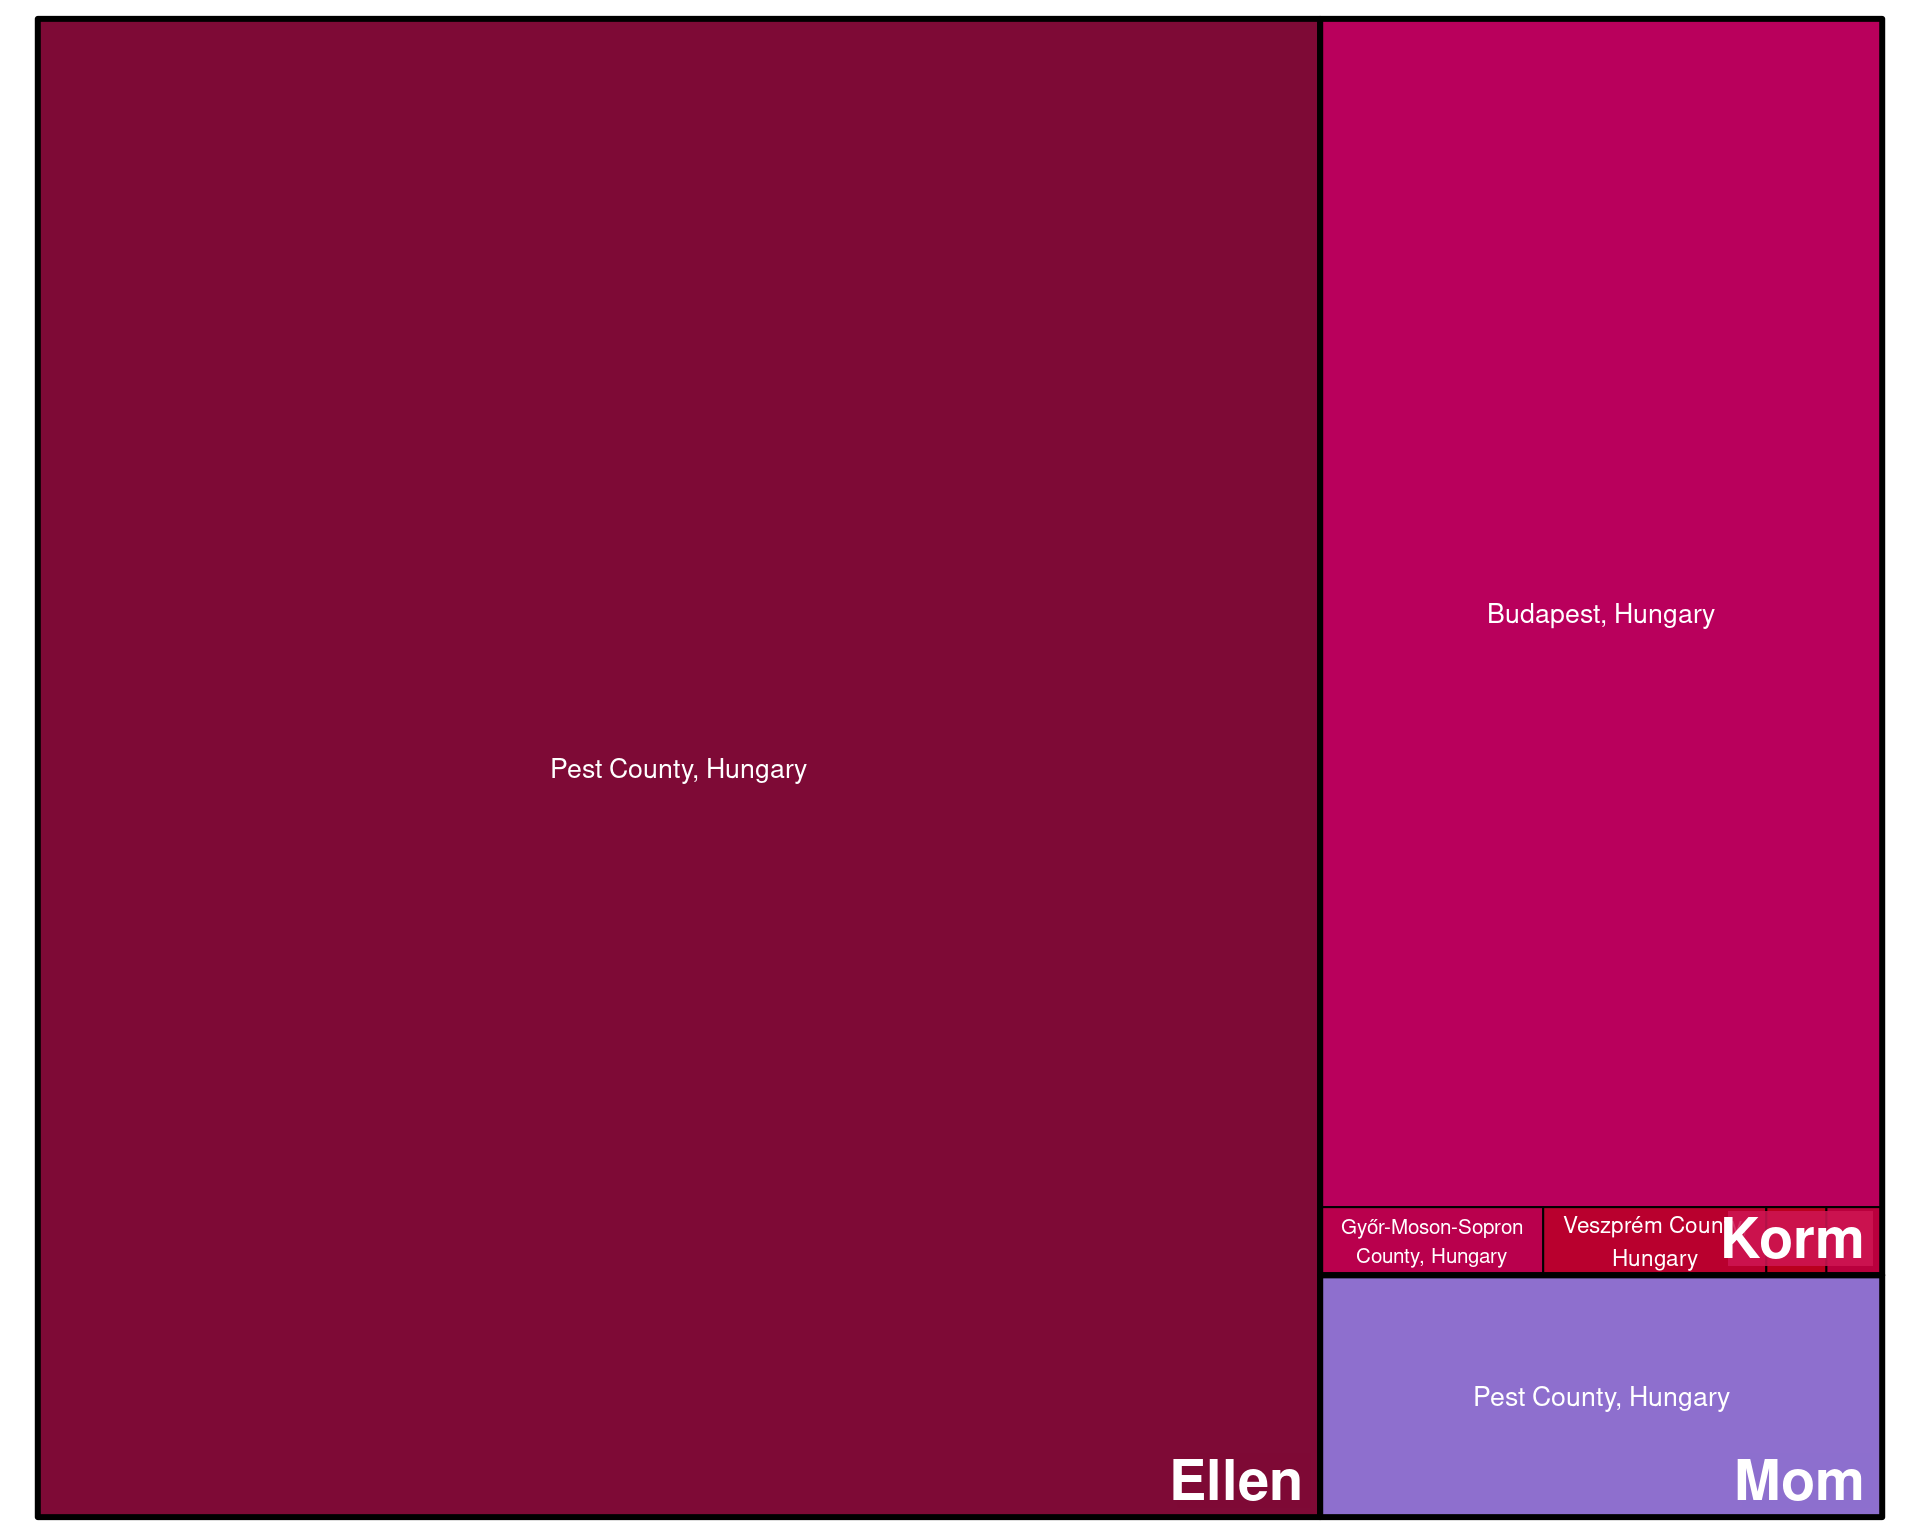 Budapest, Hungary
Pest County, Hungary
Győr-Moson-Sopron
County, Hungary
Veszprém Coun
Hungary
Korm
Pest County, Hungary
Ellen
Mom